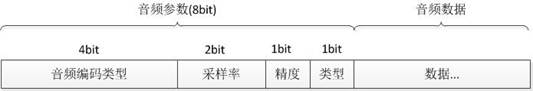 音频参数(8bit) 音频数据
4bit 2bit 1bit 1bit
音频编码类型 采样率 精度 类型 数据...